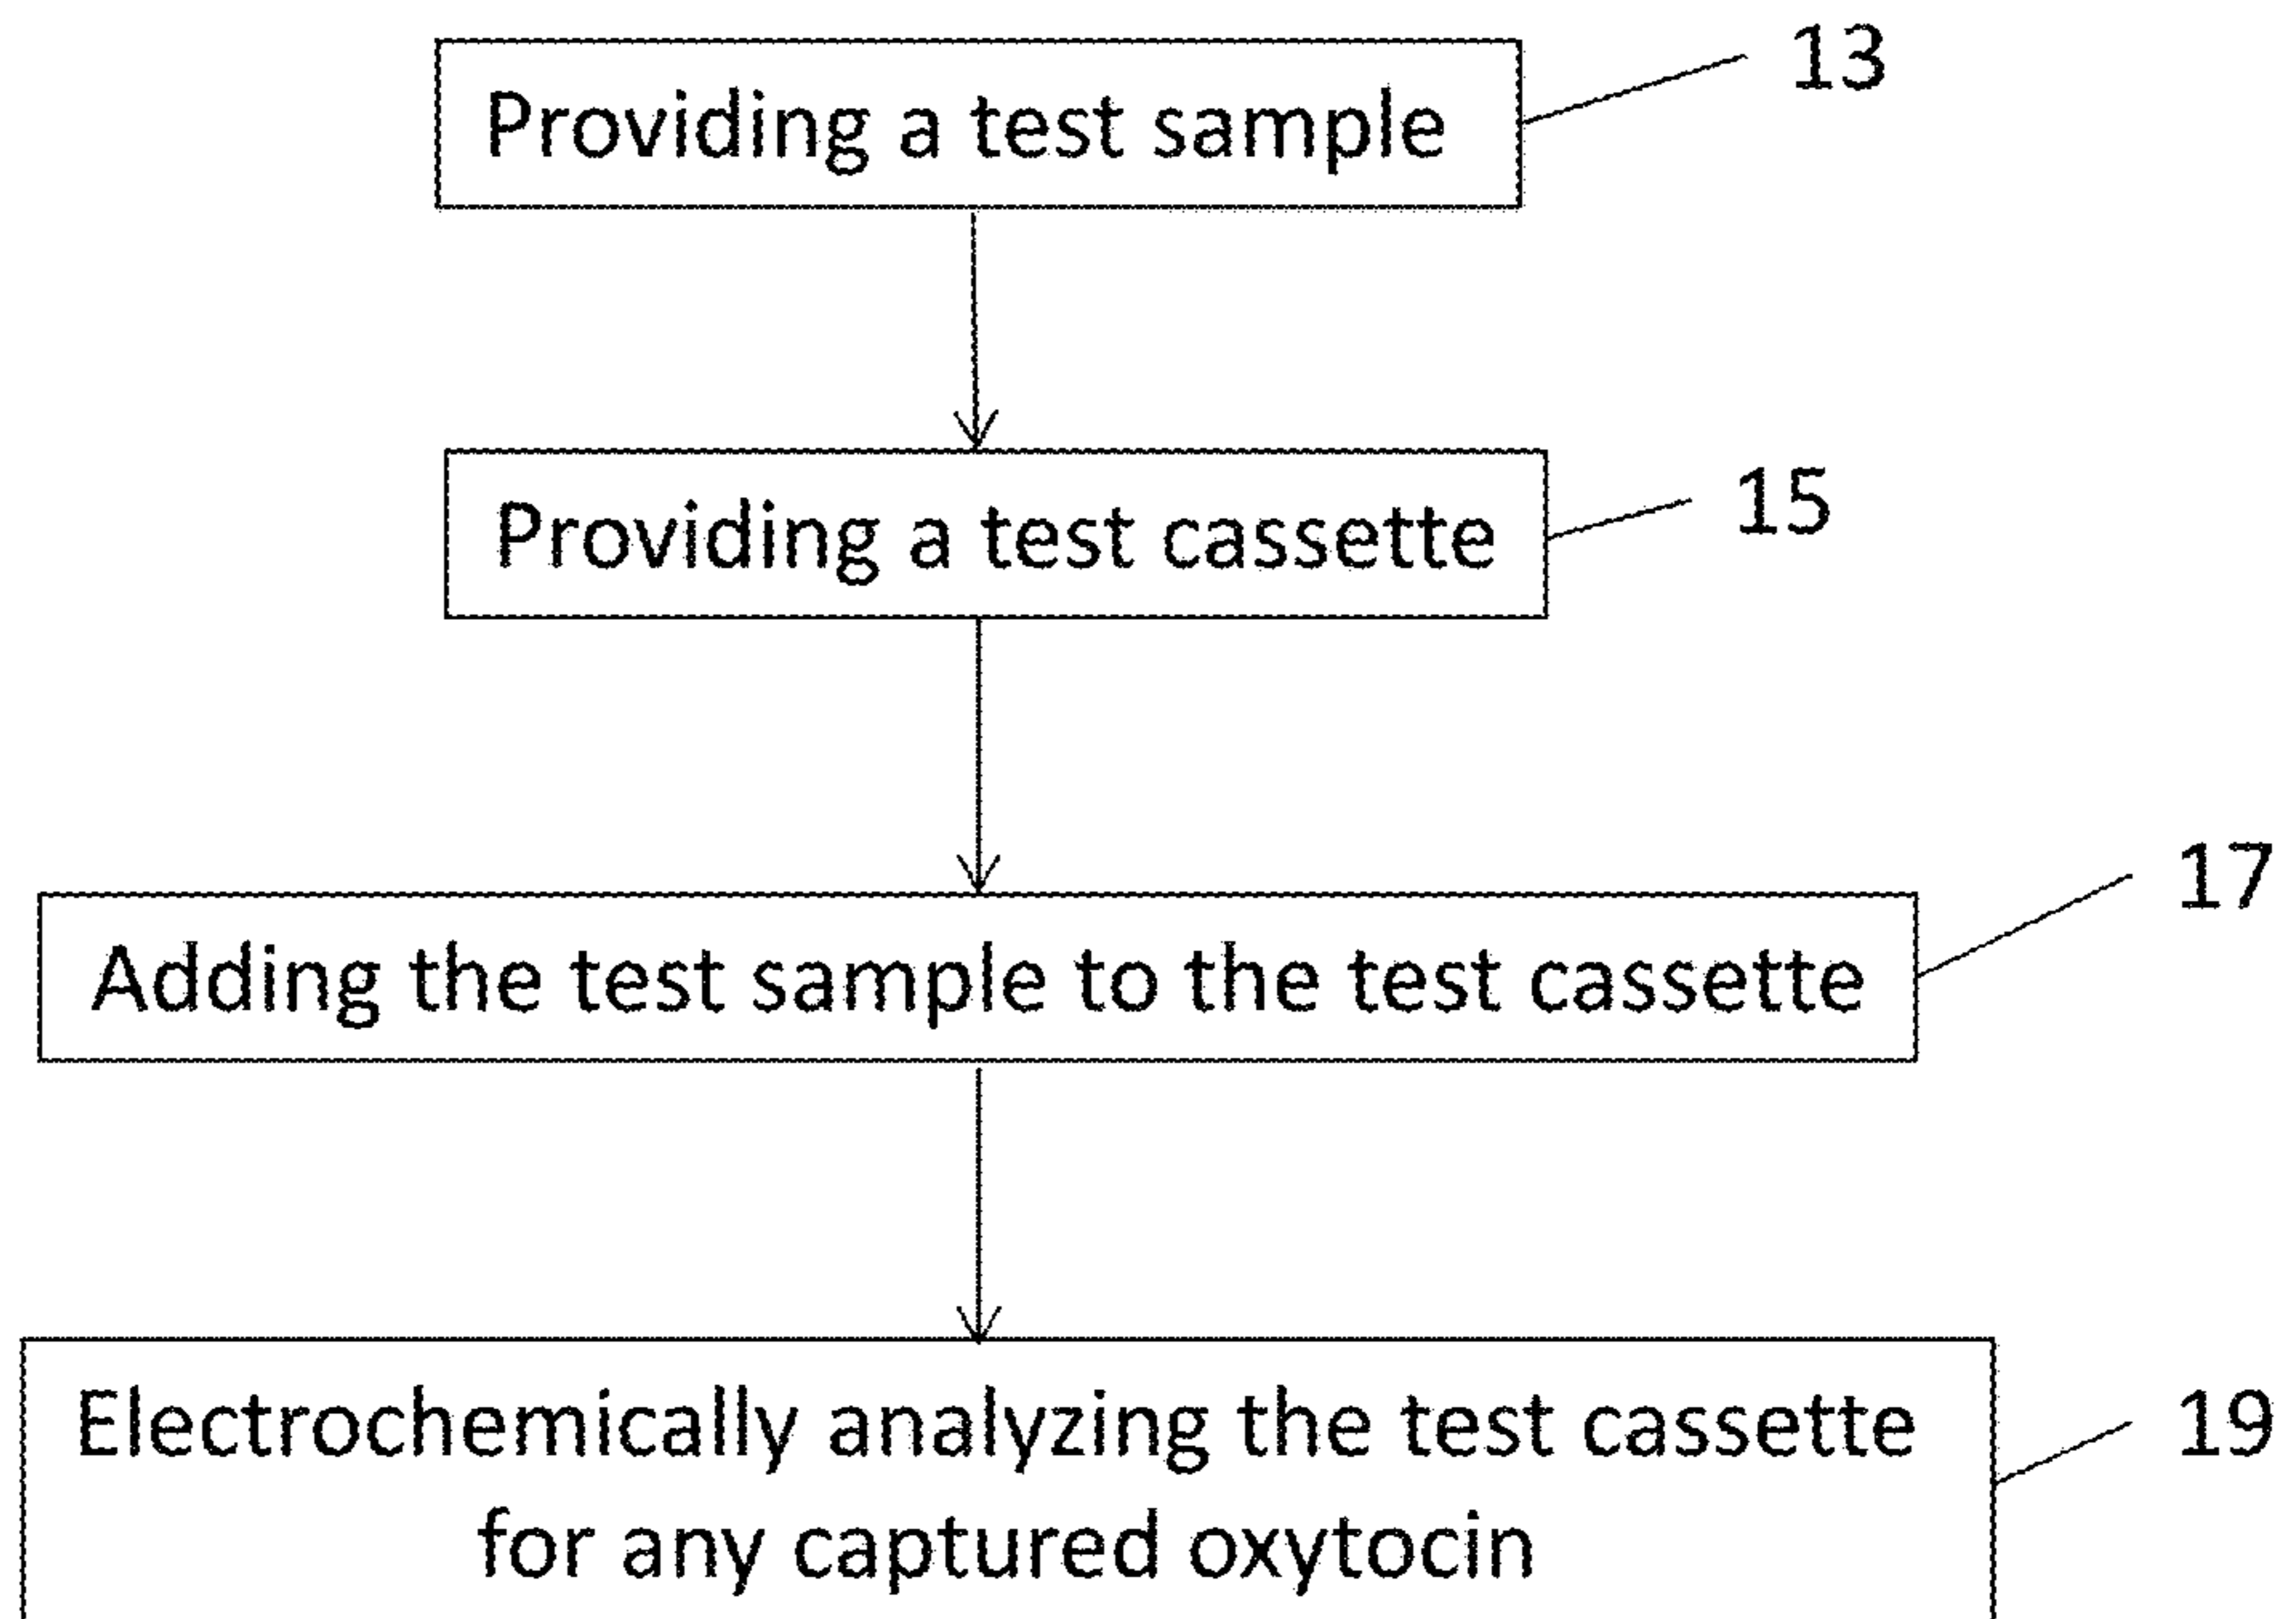 Providing a test sample
13
Providing a test cassette
15
Adding the test sample to the test cassette
17
Electrochemically analyzing the test cassette
for any captured oxytocin
19